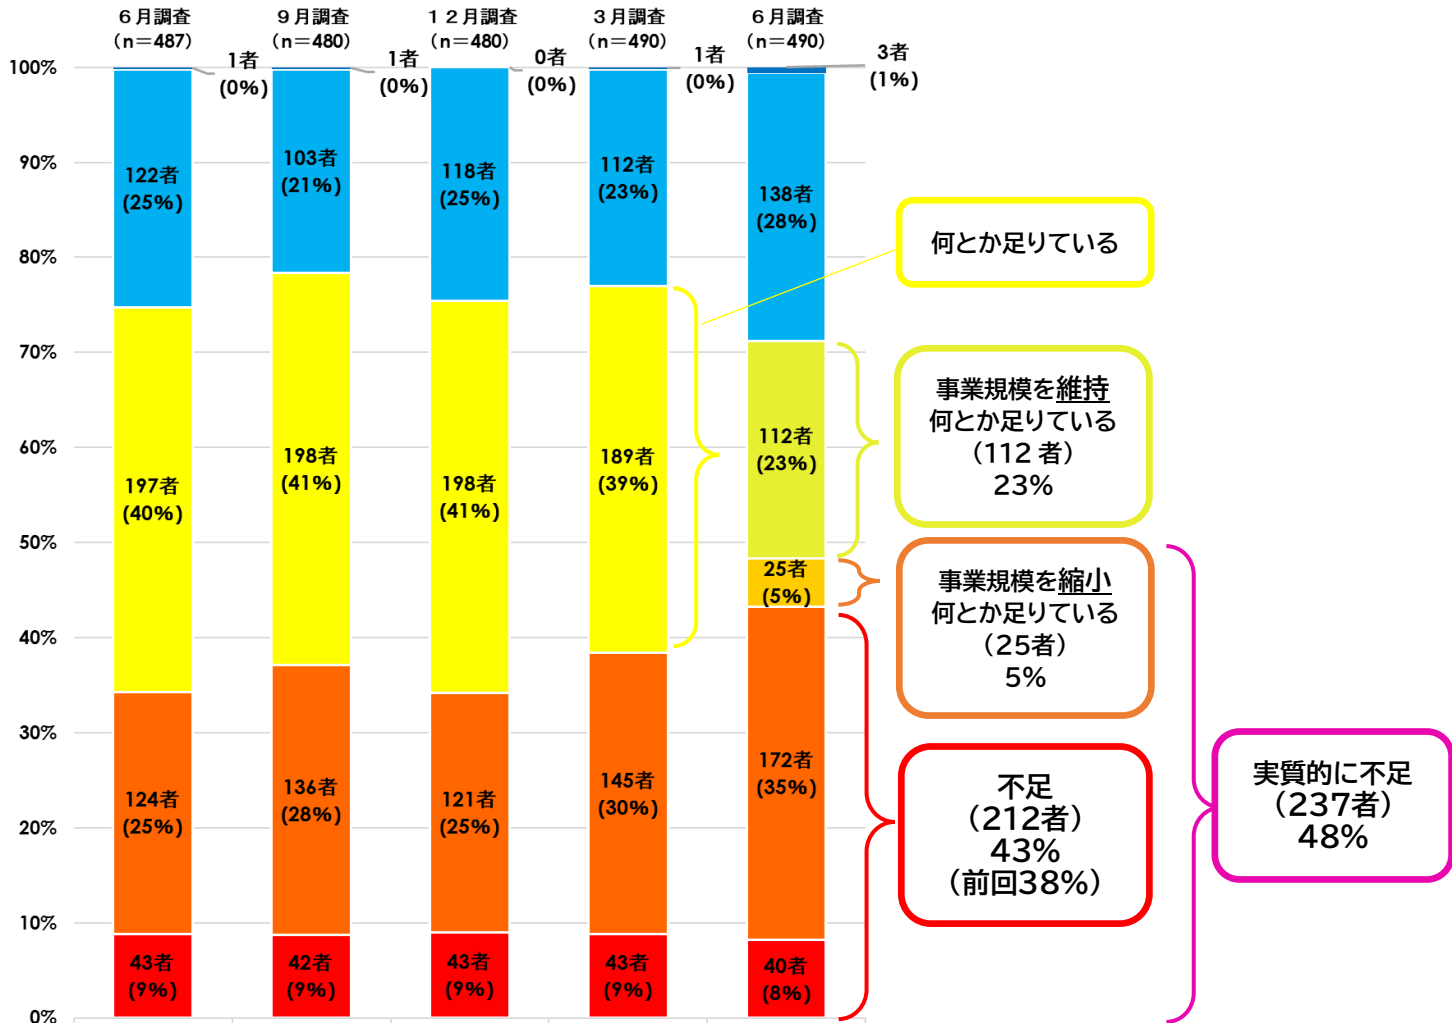 ６月調査
（n＝487）
９月調査
（n＝480）
１２月調査
（n＝480）
３月調査
（n＝490）
６月調査
（n＝490）
100%
90%
80%
70%
60%
50%
40%
30%
20%
10%
0%
1者
(0%)
122者
(25%)
197者
(40%)
124者
(25%)
43者
(9%)
1者
(0%)
103者
(21%)
198者
(41%)
136者
(28%)
42者
(9%)
0者
(0%)
118者
(25%)
198者
(41%)
121者
(25%)
43者
(9%)
1者
(0%)
112者
(23%)
189者
(39%)
145者
(30%)
43者
(9%)
3者
(1%)
138者
(28%)
112者
(23%)
25者
(5%)
172者
(35%)
40者
(8%)
何とか足りている
事業規模を維持
何とか足りている
（112 者）
23%
事業規模を縮小
何とか足りている
（25者）
5%
不足
（212者）
43%
（前回38%）
実質的に不足
（237者）
48%